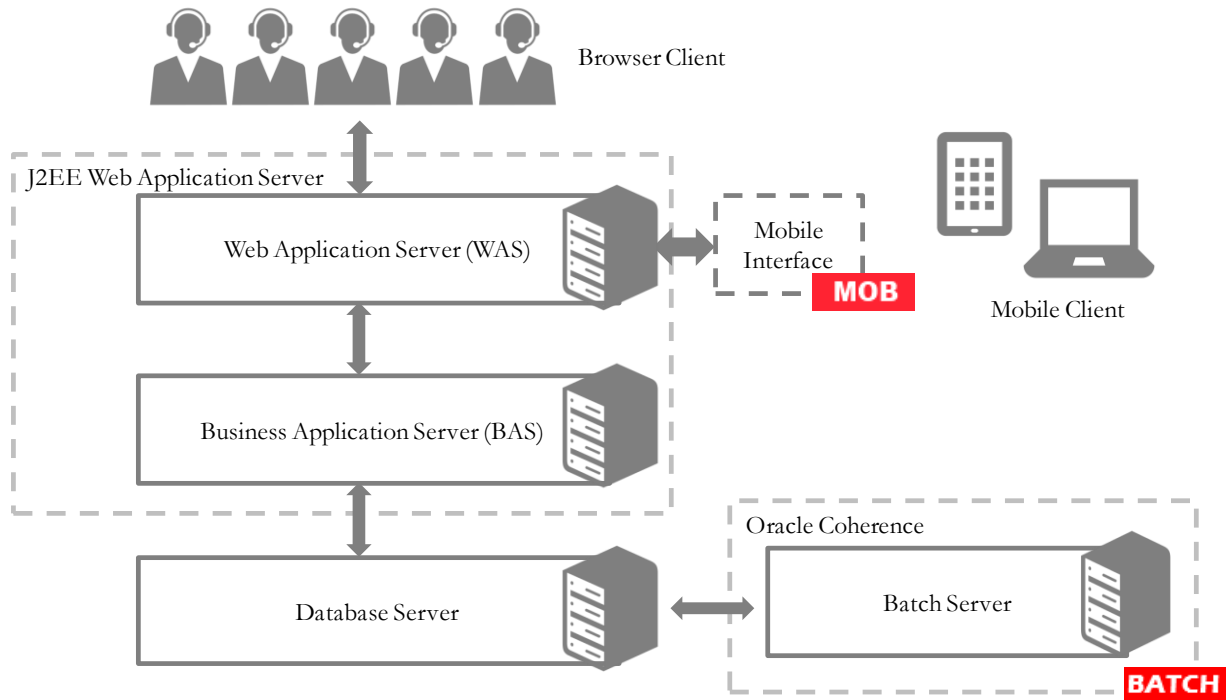 Browser Client
J2EE Web Application Server
Web Application Server (WAS)
Mobile
Interface
MOB
Mobile Client
Business Application Server (BAS)
Oracle Coherence
Database Server
Batch Server
BATCH